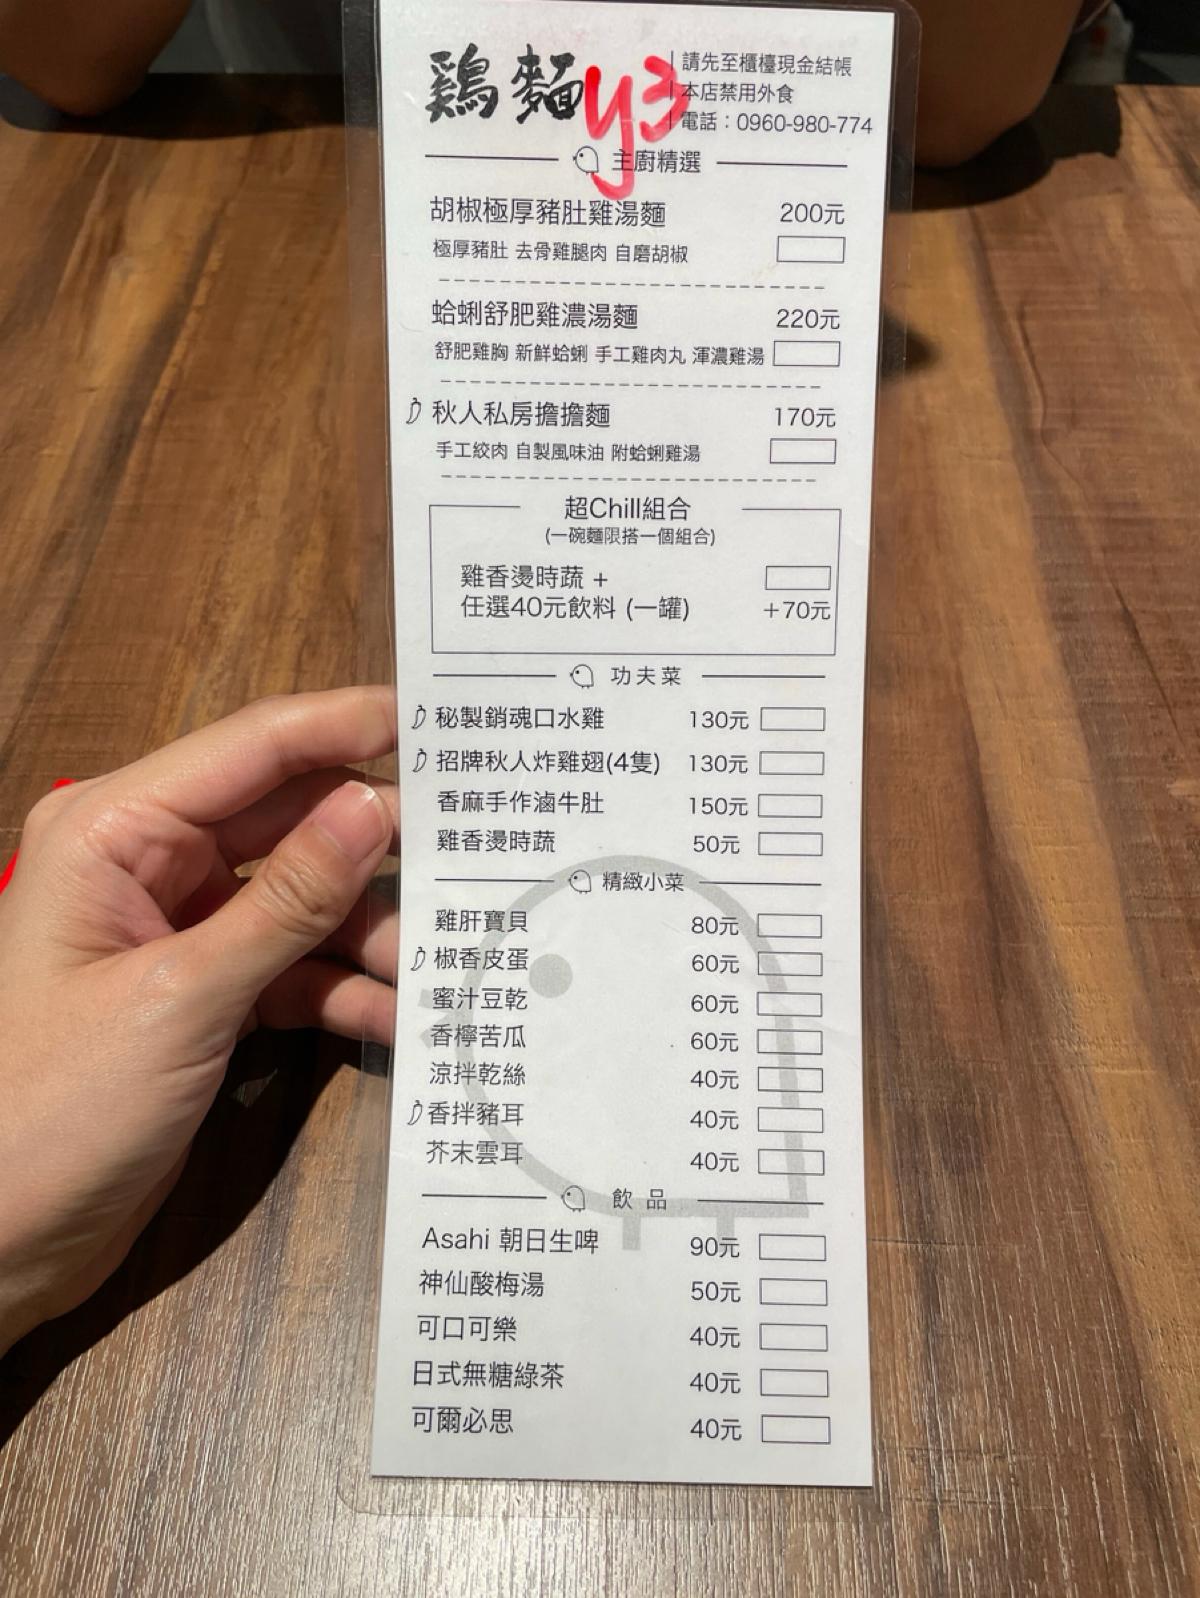 鷄麵
y3
請先至櫃檯現金結帳
本店禁用外食
電話：0960-980-774
主廚精選
胡椒極厚豬肚雞湯麵 200元
極厚豬肚 去骨雞腿肉 自磨胡椒
蛤蜊舒肥雞濃湯麵 220元
舒肥雞胸 新鮮蛤蜊 手工雞肉丸 渾濃雞湯
秋人私房擔擔麵 170元
手工絞肉 自製風味油 附蛤蜊雞湯
超Chill組合
(一碗麵限搭一個組合)
雞香燙時蔬 +
任選40元飲料 (一罐) +70元
功夫菜
秘製銷魂口水雞 130元
招牌秋人炸雞翅(4隻) 130元
香麻手作滷牛肚 150元
雞香燙時蔬 50元
精緻小菜
雞肝寶貝 80元
椒香皮蛋 60元
蜜汁豆乾 60元
香檸苦瓜 60元
涼拌乾絲 40元
香拌豬耳 40元
芥末雲耳 40元
飲品
Asahi 朝日生啤 90元
神仙酸梅湯 50元
可口可樂 40元
日式無糖綠茶 40元
可爾必思 40元